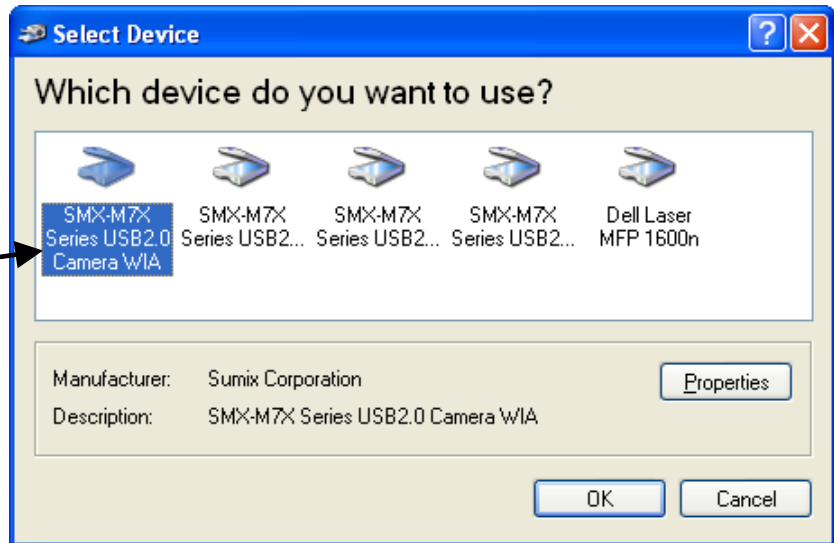 Select Device
?
Which device do you want to use?
SMX-M7X SMX-M7X SMX-M7X SMX-M7X Dell Laser
Series USB2.0 Series USB2... Series USB2... Series USB2... MFP 1600n
Camera WIA
Manufacturer: Sumix Corporation Properties
Description: SMX-M7X Series USB2.0 Camera WIA
OK Cancel